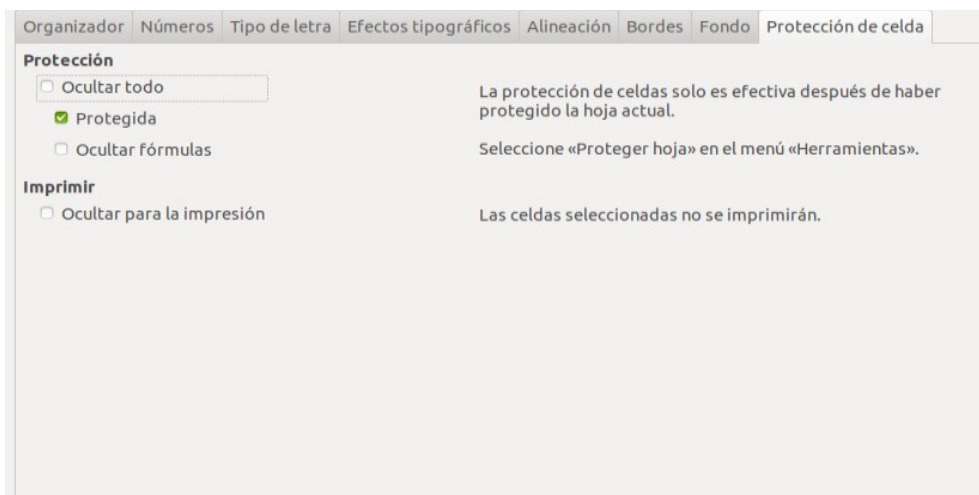 Organizador Números Tipo de letra Efectos tipográficos Alineación Bordes Fondo Protección de celda
Protección
Ocultar todo
La protección de celdas solo es efectiva después de haber
protegido la hoja actual.
Protegida
Ocultar fórmulas
Seleccione «Proteger hoja» en el menú «Herramientas».
Imprimir
Ocultar para la impresión
Las celdas seleccionadas no se imprimirán.